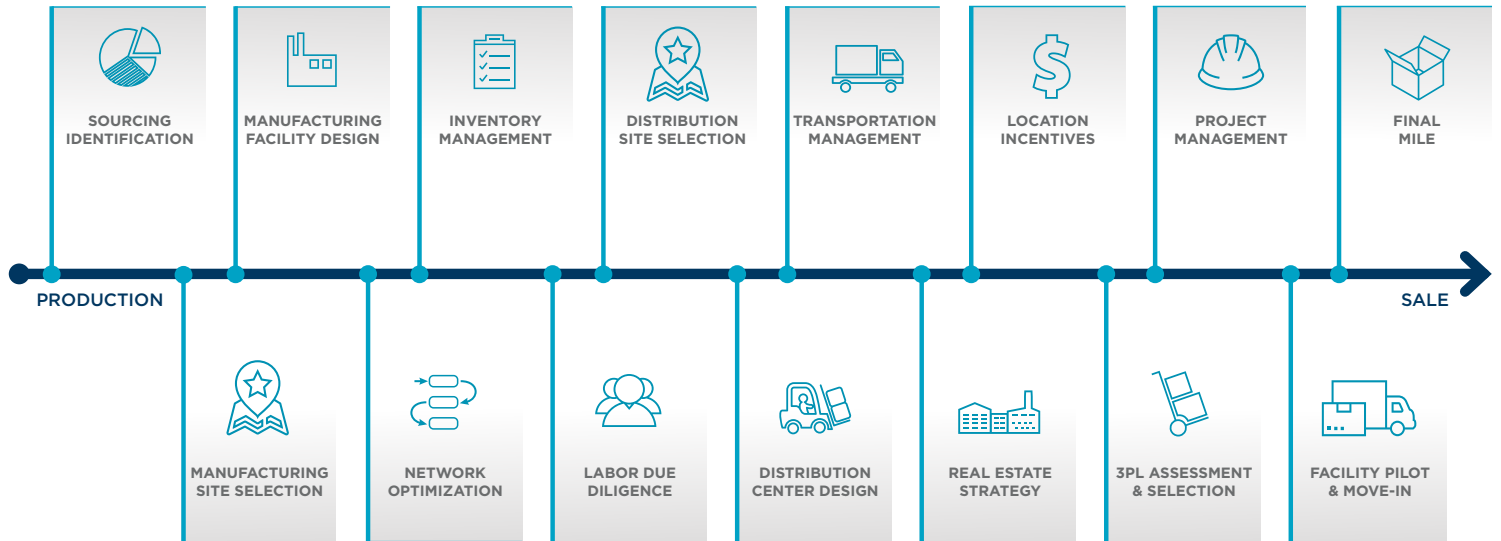 SOURCING
IDENTIFICATION
MANUFACTURING
FACILITY DESIGN
INVENTORY
MANAGEMENT
DISTRIBUTION
SITE SELECTION
TRANSPORTATION
MANAGEMENT
LOCATION
INCENTIVES
PROJECT
MANAGEMENT
FINAL
MILE
PRODUCTION
SALE
MANUFACTURING
SITE SELECTION
NETWORK
OPTIMIZATION
LABOR DUE
DILIGENCE
DISTRIBUTION
CENTER DESIGN
REAL ESTATE
STRATEGY
3PL ASSESSMENT
& SELECTION
FACILITY PILOT
& MOVE-IN